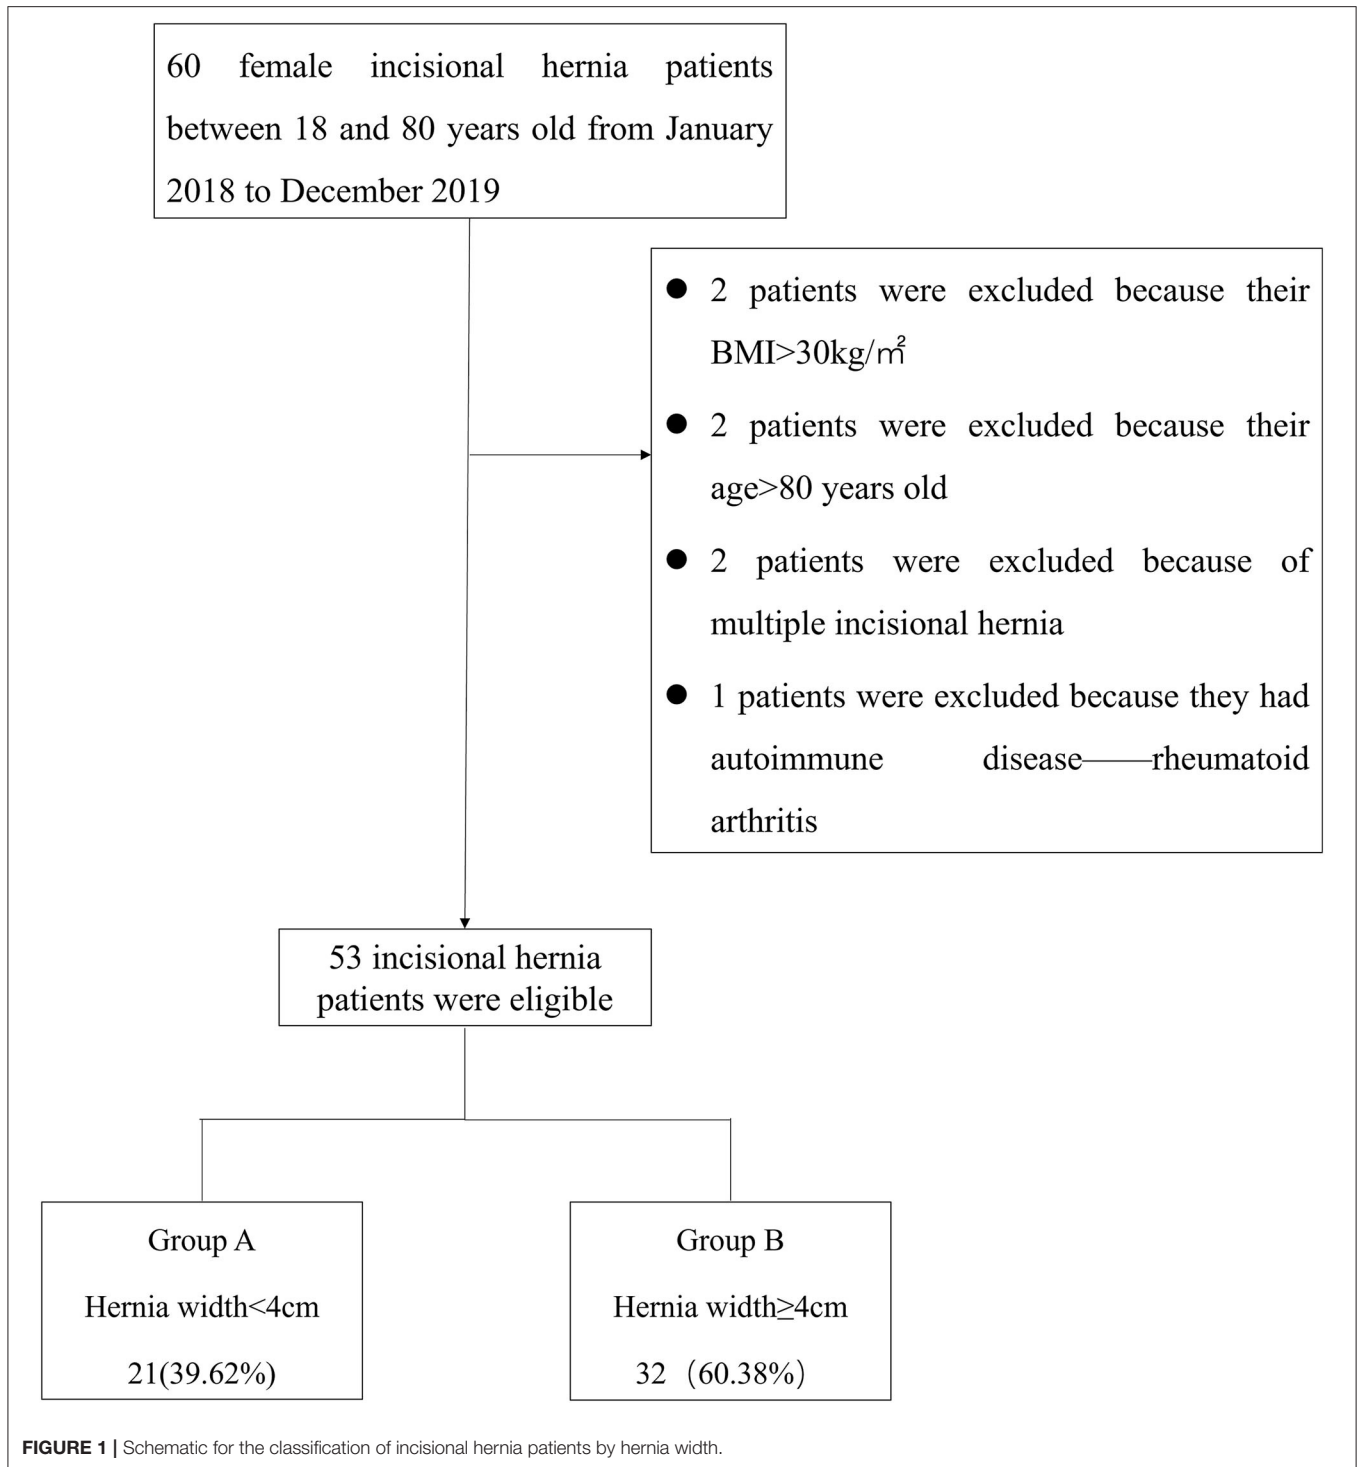 60 female incisional hernia patients
between 18 and 80 years old from January
2018 to December 2019
● 2 patients were excluded because their
BMI>30kg/㎡
● 2 patients were excluded because their
age>80 years old
● 2 patients were excluded because of
multiple incisional hernia
● 1 patients were excluded because they had
autoimmune disease——rheumatoid
arthritis
53 incisional hernia
patients were eligible
Group A
Hernia width<4cm
21(39.62%)
Group B
Hernia width≥4cm
32（60.38%）
FIGURE 1 | Schematic for the classification of incisional hernia patients by hernia width.